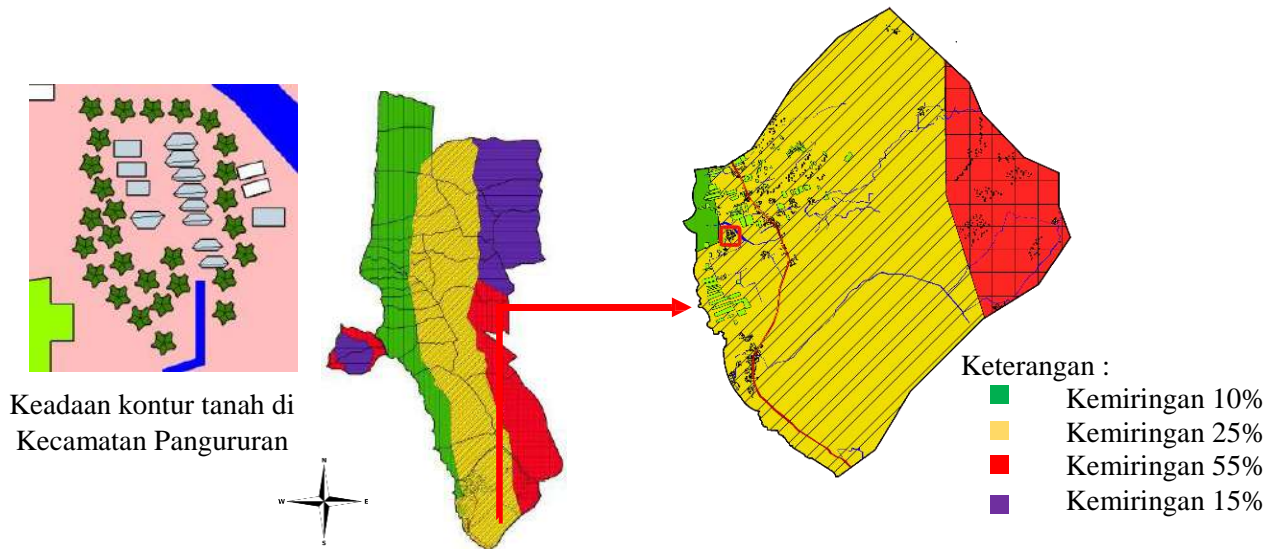 Keadaan kontur tanah di
Kecamatan Pangururan
N
W E
S
Keterangan :
Kemiringan 10%
Kemiringan 25%
Kemiringan 55%
Kemiringan 15%